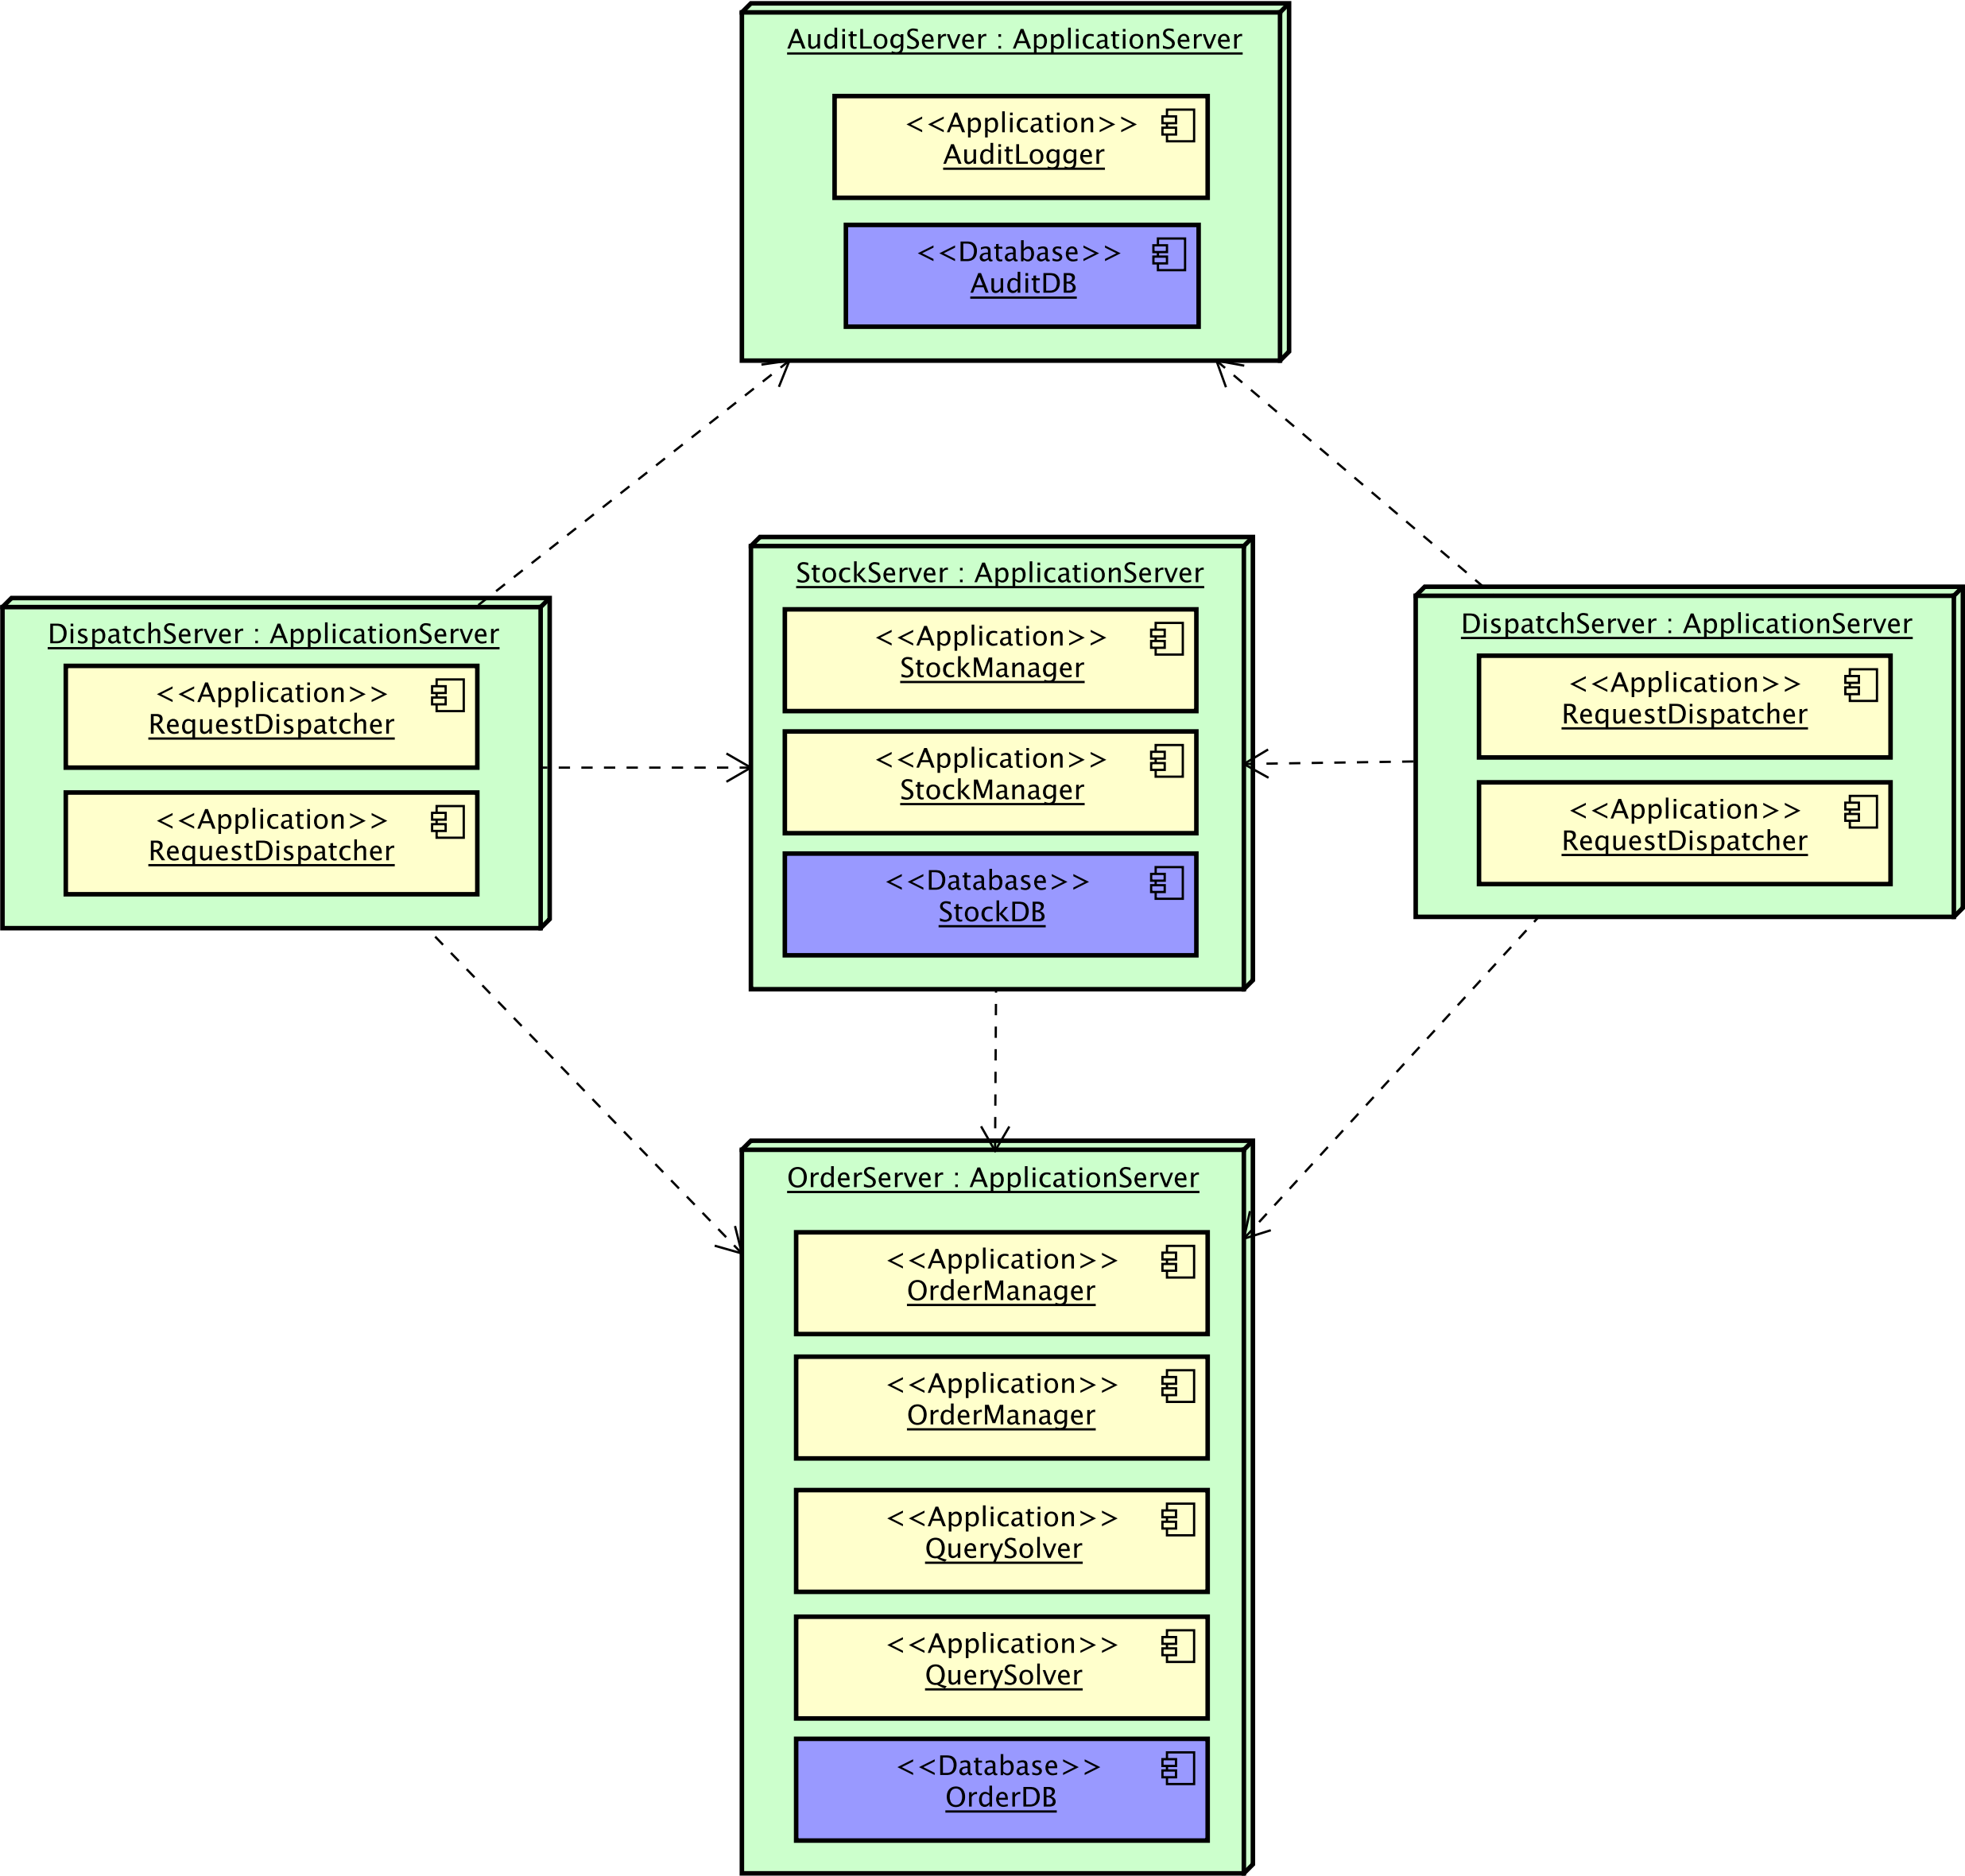 AuditLogServer : ApplicationServer
<<Application>>
AuditLogger
<<Database>>
AuditDB
DispatchServer : ApplicationServer
<<Application>>
RequestDispatcher
<<Application>>
RequestDispatcher
StockServer : ApplicationServer
<<Application>>
StockManager
<<Application>>
StockManager
<<Database>>
StockDB
DispatchServer : ApplicationServer
<<Application>>
RequestDispatcher
<<Application>>
RequestDispatcher
OrderServer : ApplicationServer
<<Application>>
OrderManager
<<Application>>
OrderManager
<<Application>>
QuerySolver
<<Application>>
QuerySolver
<<Database>>
OrderDB